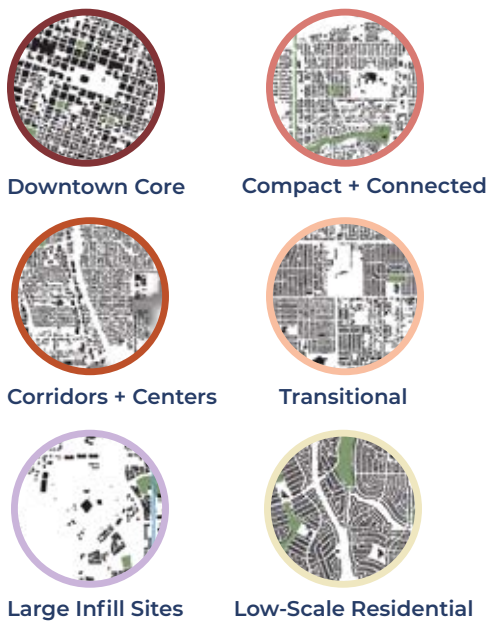 Downtown Core
Compact + Connected
Corridors + Centers
Transitional
Large Infill Sites
Low-Scale Residential